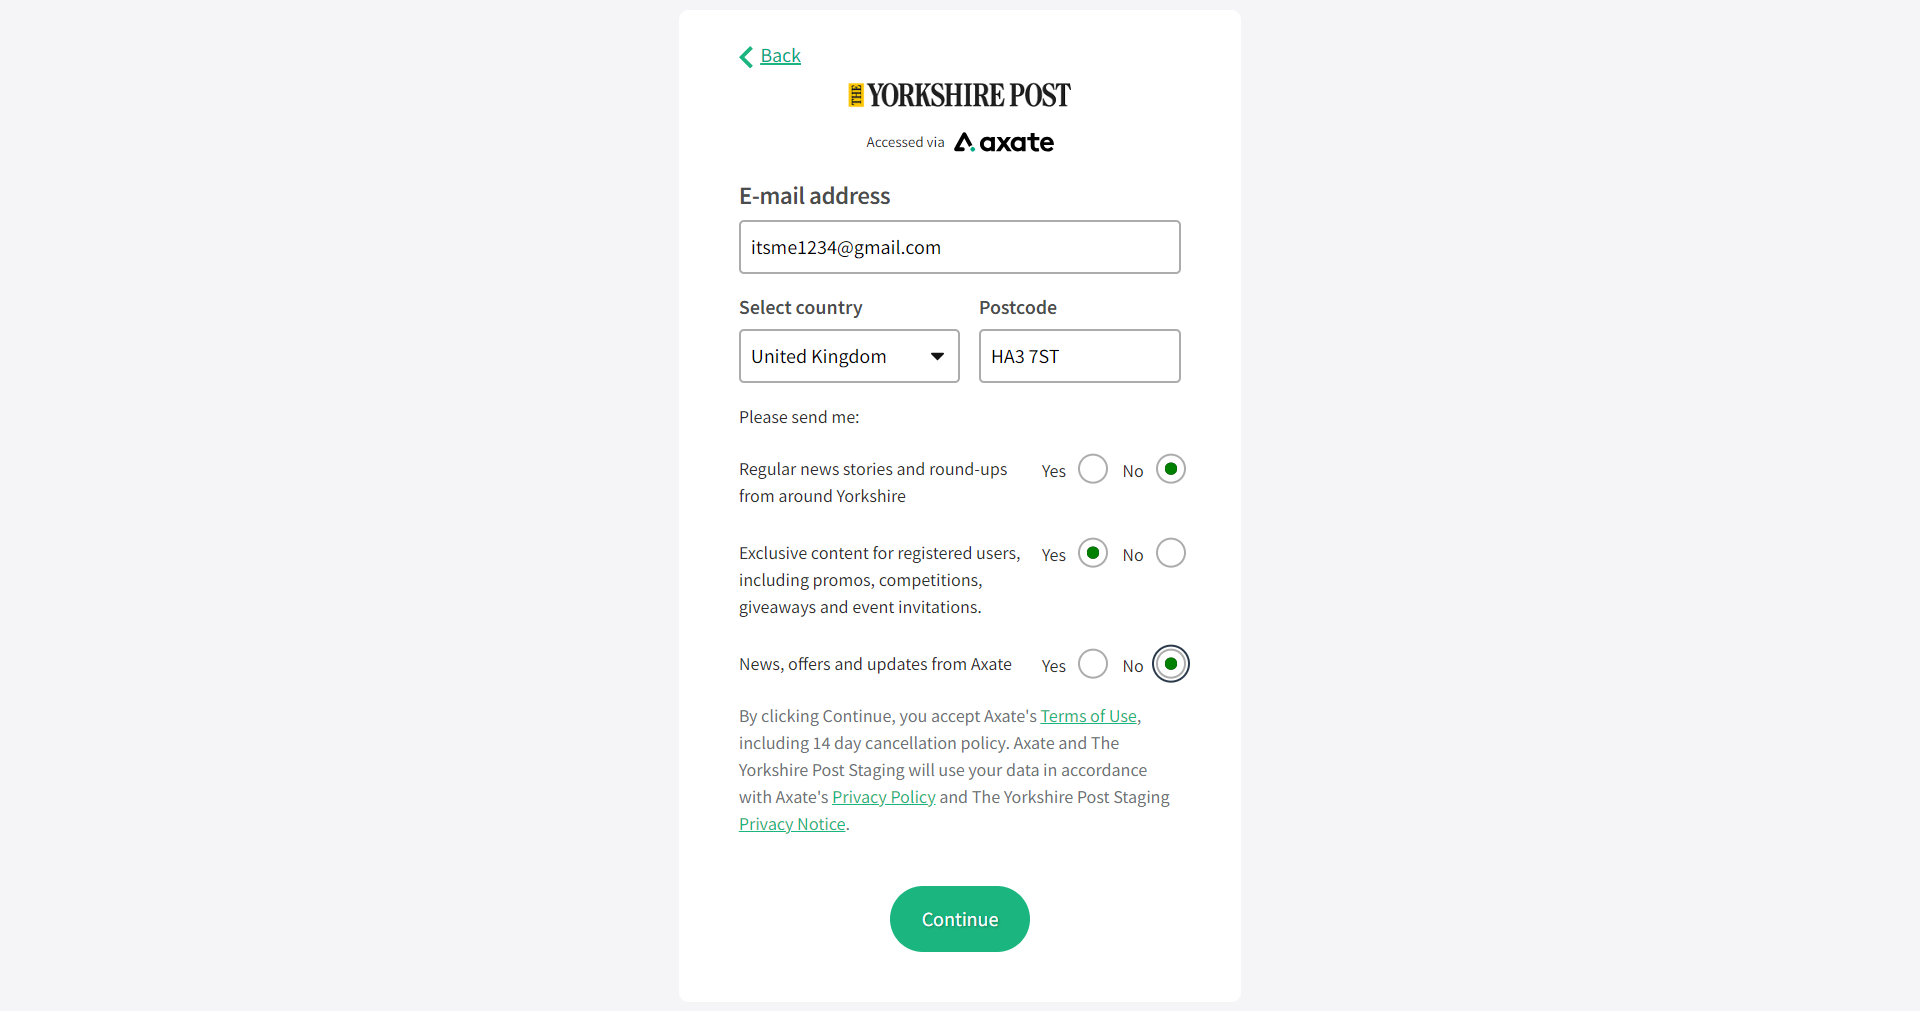 Back
THE YORKSHIRE POST
Accessed via axate
E-mail address
itsme1234@gmail.com
Select country
Postcode
United Kingdom
HA3 7ST
Please send me:
Regular news stories and round-ups
from around Yorkshire
Yes
No
Exclusive content for registered users,
including promos, competitions,
giveaways and event invitations.
Yes
No
News, offers and updates from Axate
Yes
No
By clicking Continue, you accept Axate's Terms of Use,
including 14 day cancellation policy. Axate and The
Yorkshire Post Staging will use your data in accordance
with Axate's Privacy Policy and The Yorkshire Post Staging
Privacy Notice.
Continue